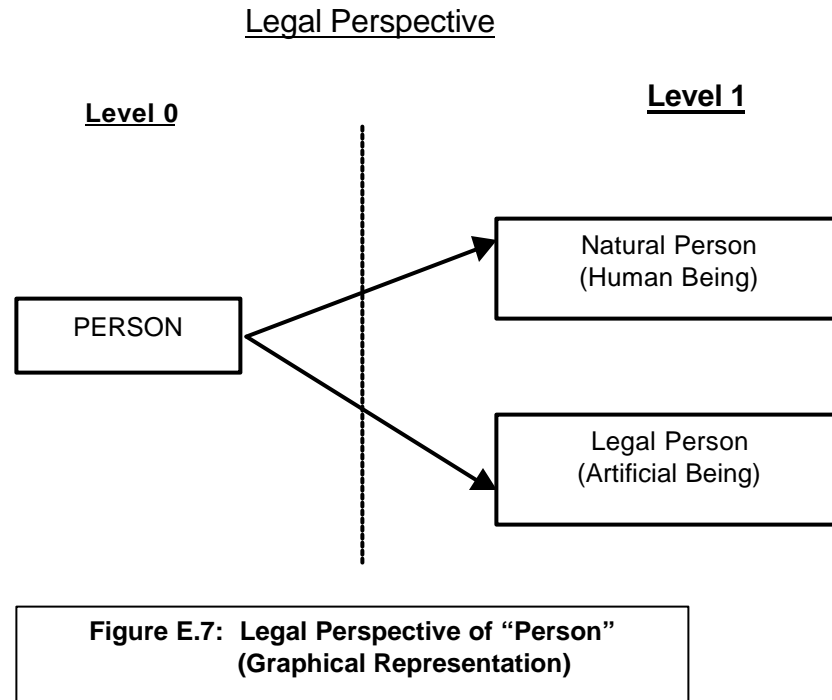 Legal Perspective
Level 0
Level 1
PERSON
Natural Person
(Human Being)
Legal Person
(Artificial Being)
Figure E.7: Legal Perspective of “Person”
(Graphical Representation)